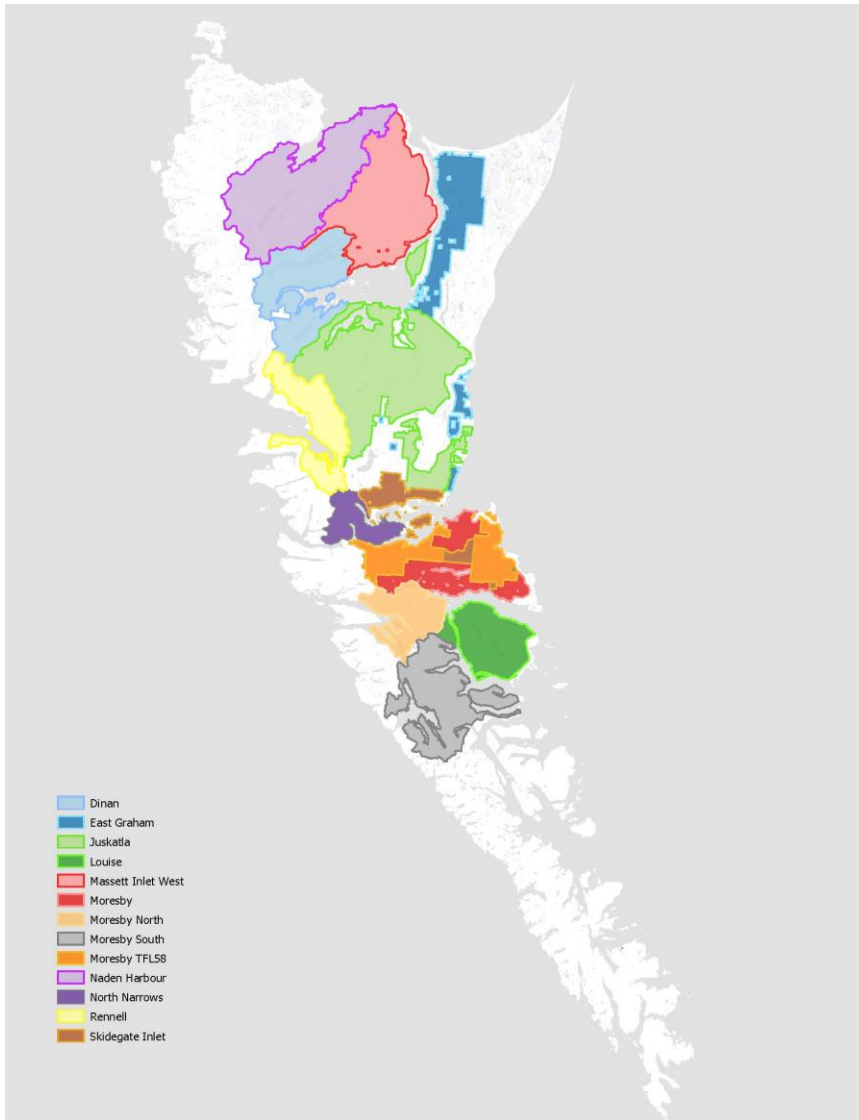 Dinan
East Graham
Juskatla
Louise
Massett Inlet West
Moresby
Moresby North
Moresby South
Moresby TFL58
Naden Harbour
North Narrows
Rennell
Skidegate Inlet